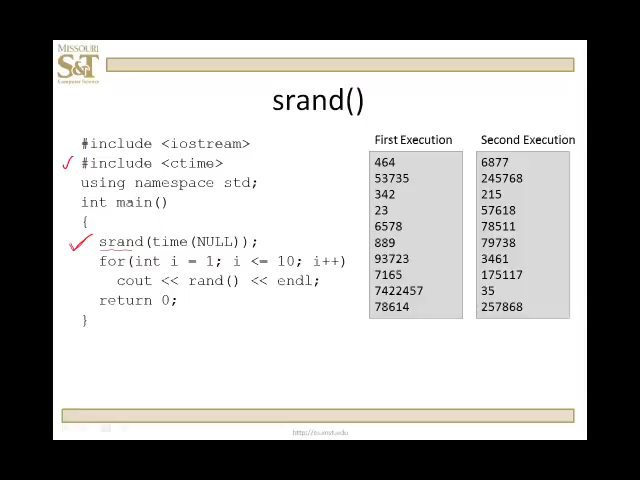 MISSOURI
S&T
Computer Science
srand()
#include <iostream>
#include <ctime>
using namespace std;
int main()
{
srand(time(NULL));
for(int i = 1; i <= 10; i++)
cout << rand() << endl;
return 0;
}
First Execution
464
53735
342
23
6578
889
93723
7165
7422457
78614
Second Execution
6877
245768
215
57618
78511
79738
3461
175117
35
257868